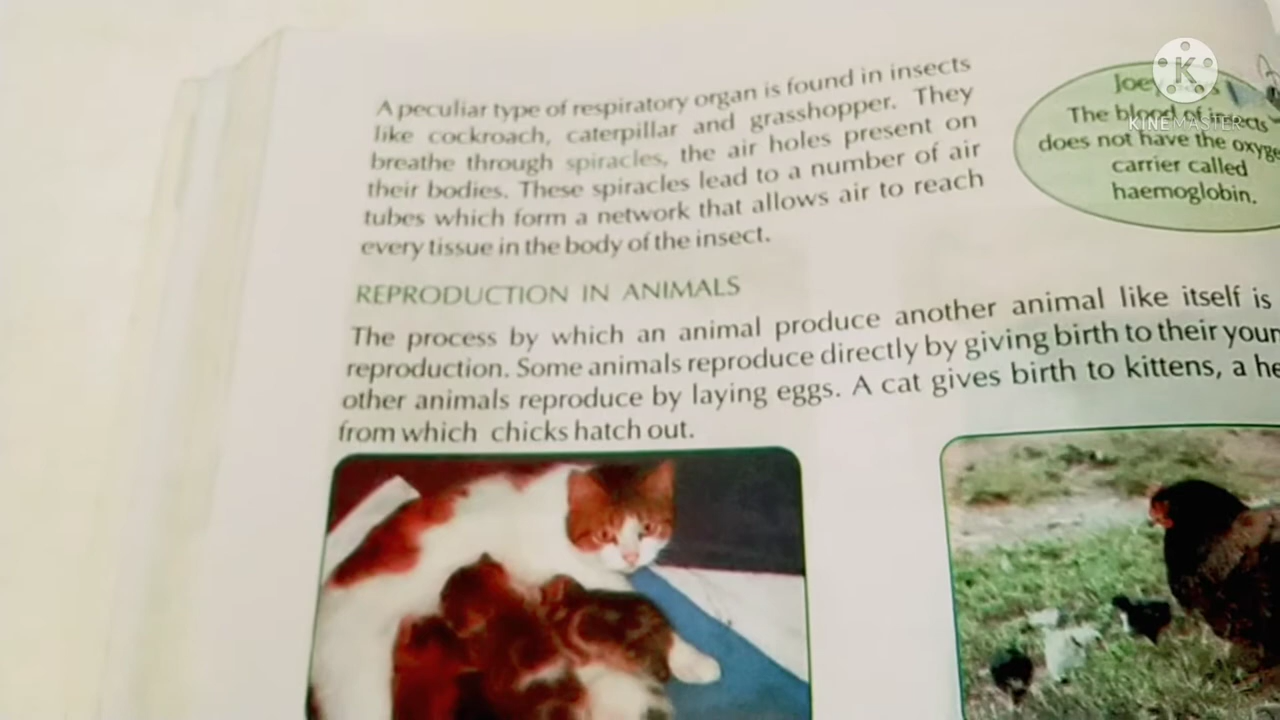 A peculiar type of respiratory organ is found in insects
like cockroach, caterpillar and grasshopper. They
breathe through spiracles, the air holes present on
their bodies. These spiracles lead to a number of air
tubes which form a network that allows air to reach
every tissue in the body of the insect.
The blood of insects
does not have the oxyge
carrier called
haemoglobin.
REPRODUCTION IN ANIMALS
The process by which an animal produce another animal like itself is
reproduction. Some animals reproduce directly by giving birth to their youn
other animals reproduce by laying eggs. A cat gives birth to kittens, a he
from which chicks hatch out.
K
KINEMASTER